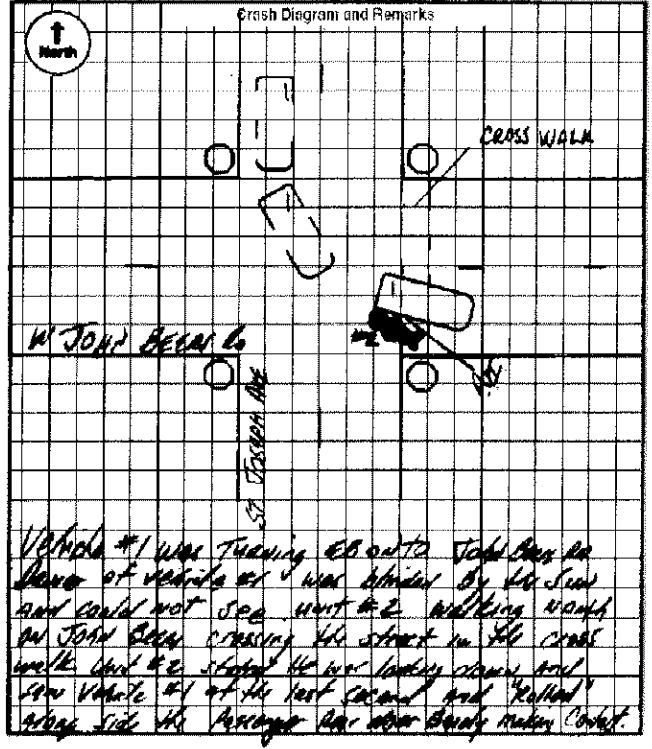 Crash Diagram and Remarks
North
CROSS WALK
W JOHN BEERS Rd
#2
ST JOSEPH AVE
Vehicle #1 was Turning EB onto John Beers Rd
Driver of vehicle #1 was blinded By the Sun
and could not see unit #2 walking North
on John Beers crossing the street in the cross
walk Unit #2 stated He was looking down and
saw Vehicle #1 at the last second and "Rolled"
along side the Passenger Rear door Barely making Contact.